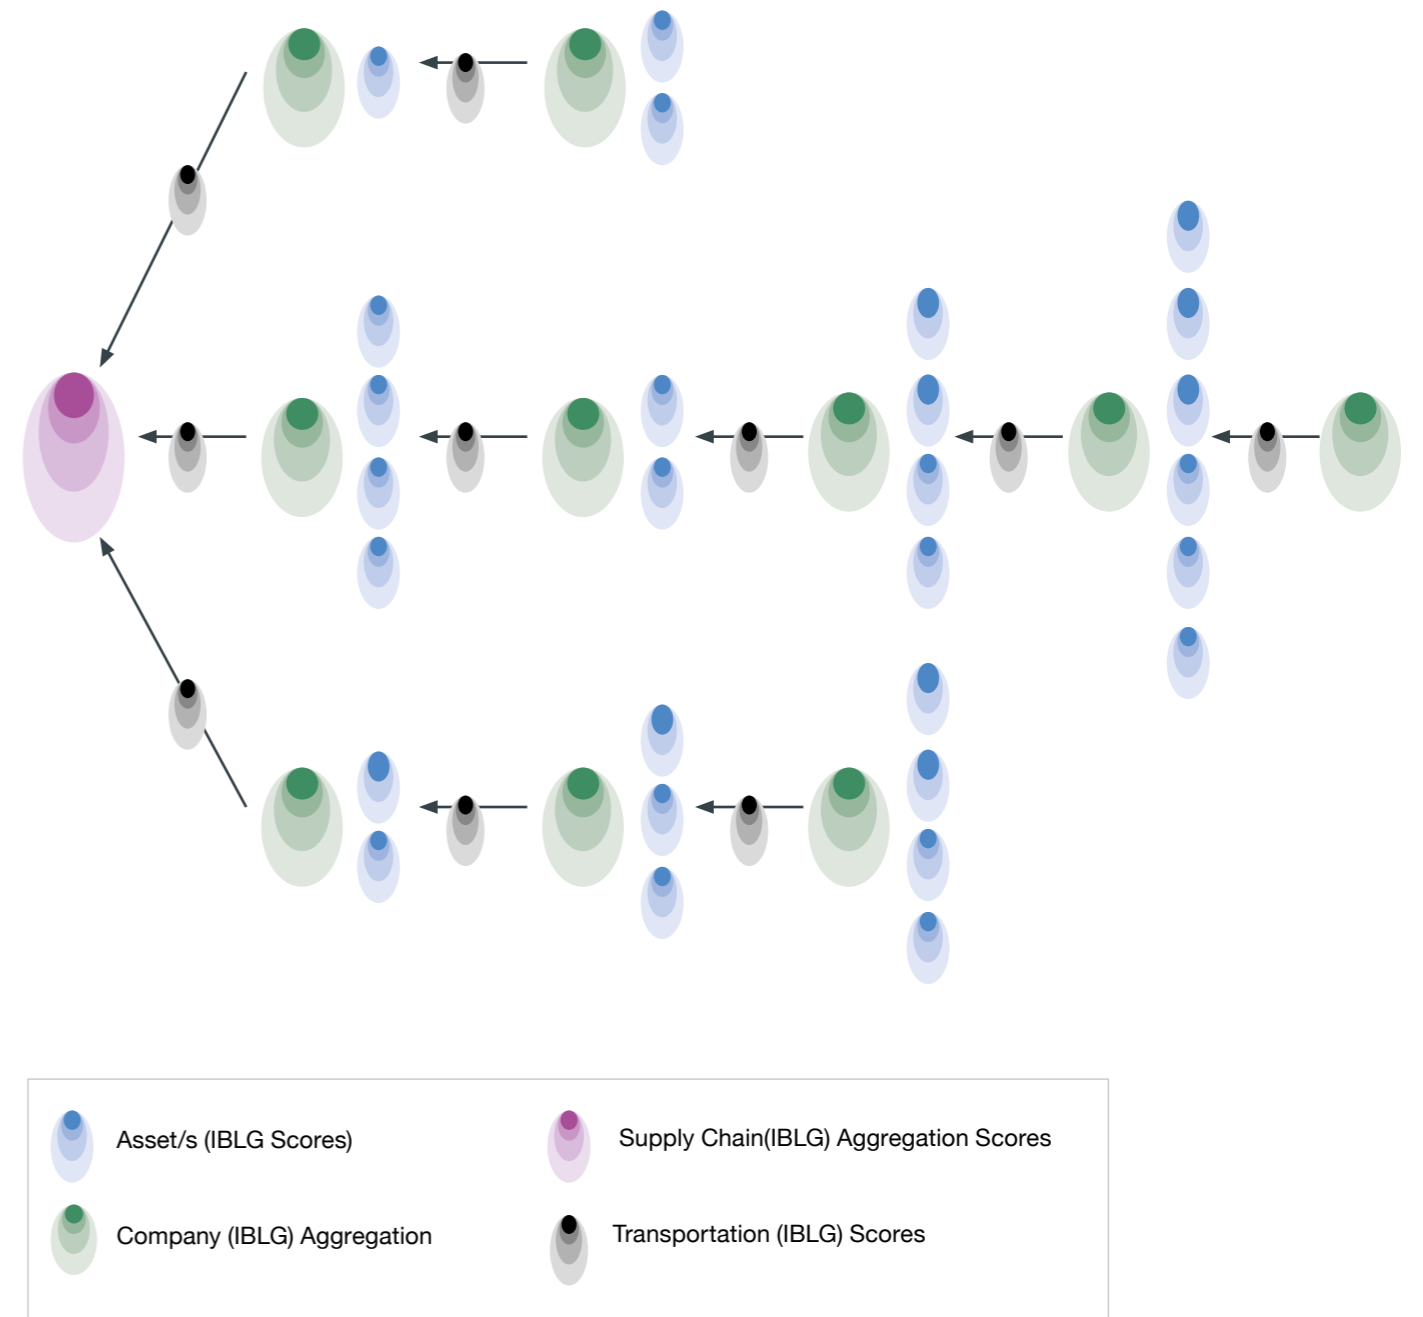 Asset/s (IBLG Scores)
Supply Chain(IBLG) Aggregation Scores
Company (IBLG) Aggregation
Transportation (IBLG) Scores